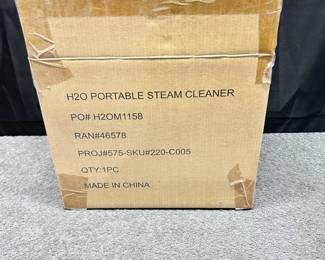 H2O PORTABLE STEAM CLEANER
PO# H2OM1158
RAN#46578
PROJ#575-SKU#220-C005
QTY:1PC
MADE IN CHINA